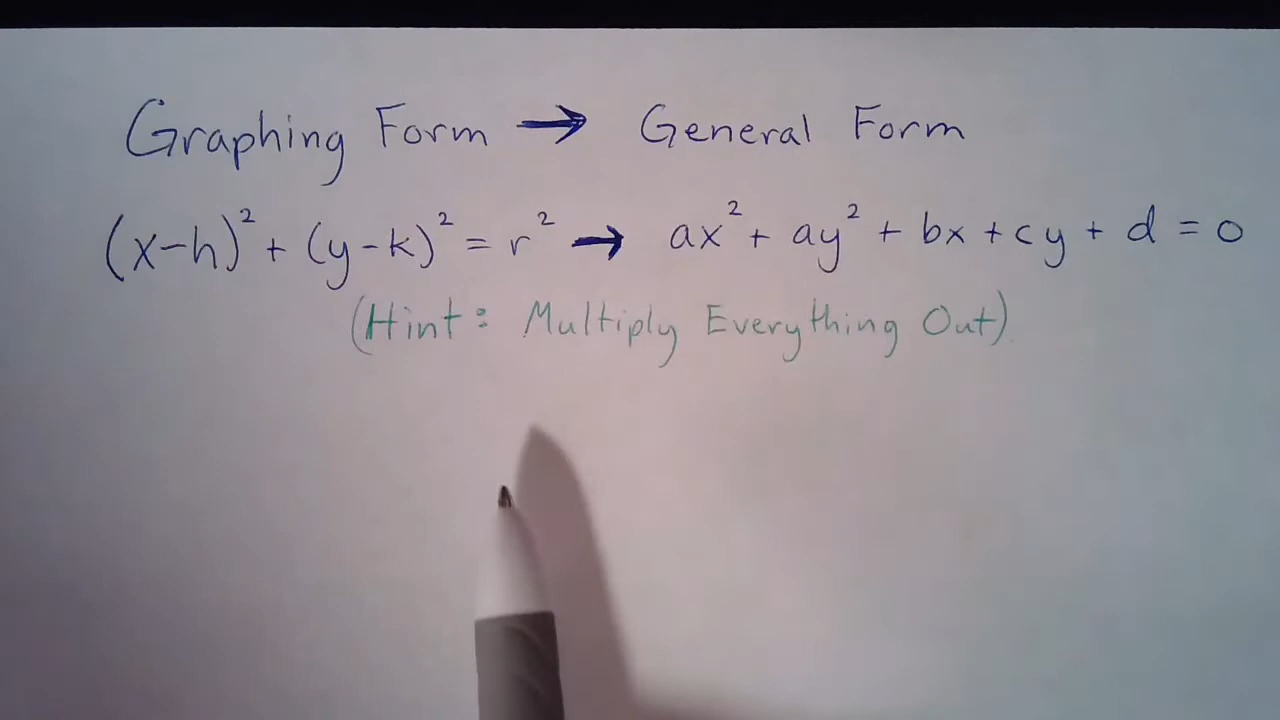 Graphing Form → General Form
(x-h)² + (y-k)² = r² → ax² + ay² + bx + cy + d = 0
(Hint: Multiply Everything Out)